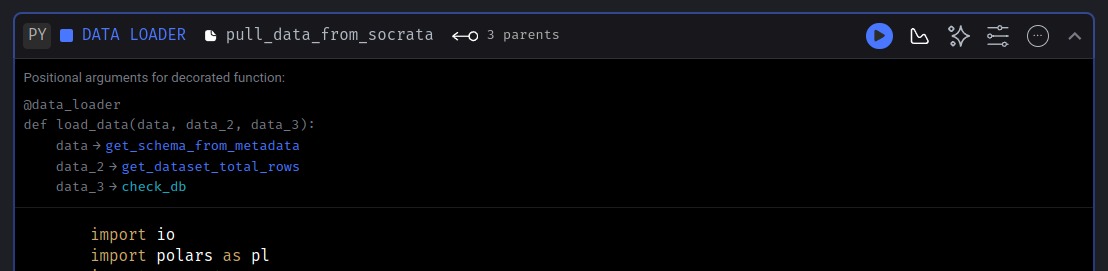 PY DATA LOADER pull_data_from_socrata 3 parents
Positional arguments for decorated function:
@data_loader
def load_data(data, data_2, data_3):
data → get_schema_from_metadata
data_2 → get_dataset_total_rows
data_3 → check_db
import io
import polars as pl